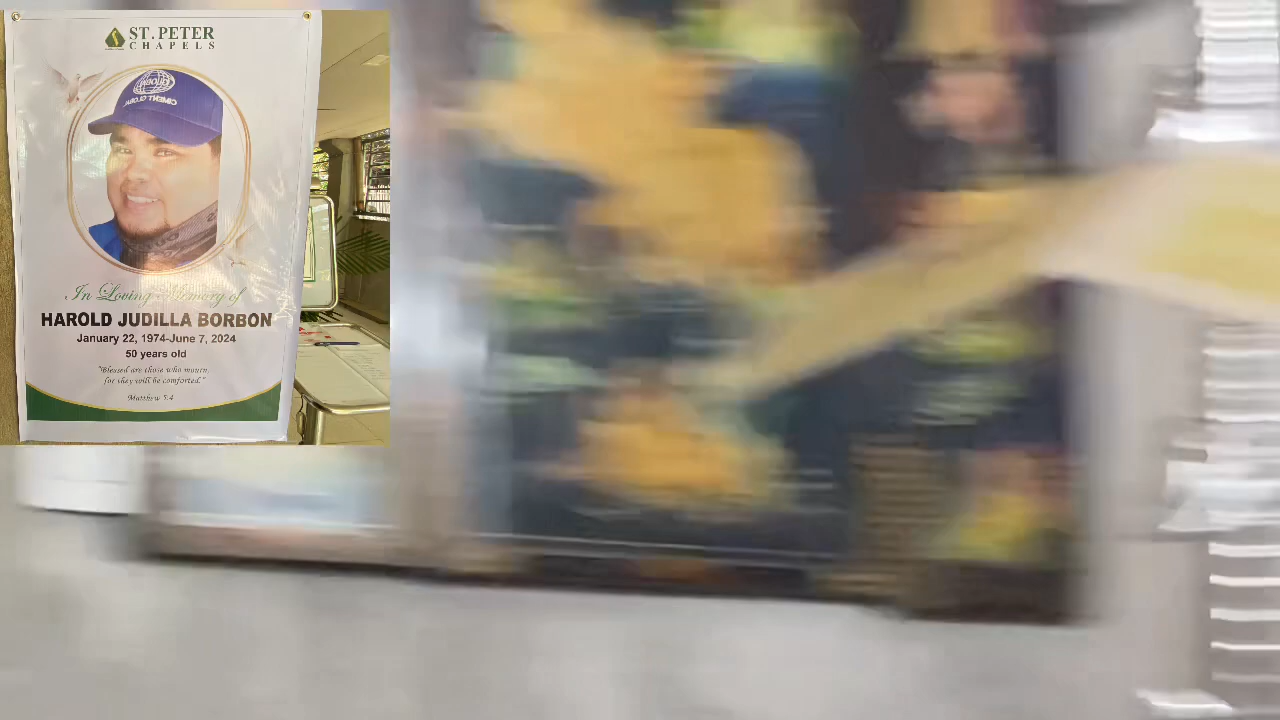 ST. PETER
CHAPELS
In Loving Memory of
HAROLD JUDILLA BORBON
January 22, 1974-June 7, 2024
50 years old
"Blessed are those who mourn,
for they will be comforted."
Matthew 5:4